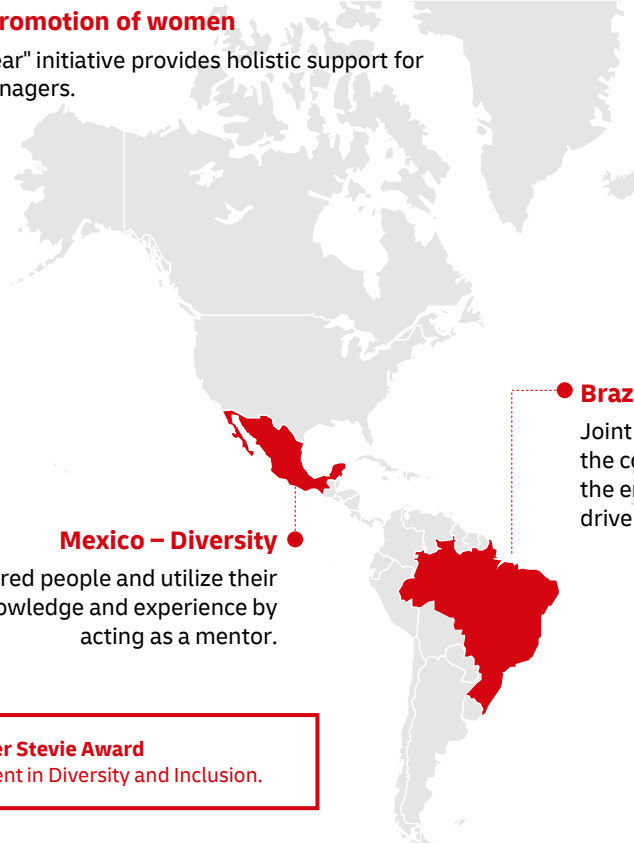 romotion of women
ear" initiative provides holistic support for
nagers.
Braz
Joint
the c
the e
drive
Mexico – Diversity
red people and utilize their
owledge and experience by
acting as a mentor.
er Stevie Award
ent in Diversity and Inclusion.